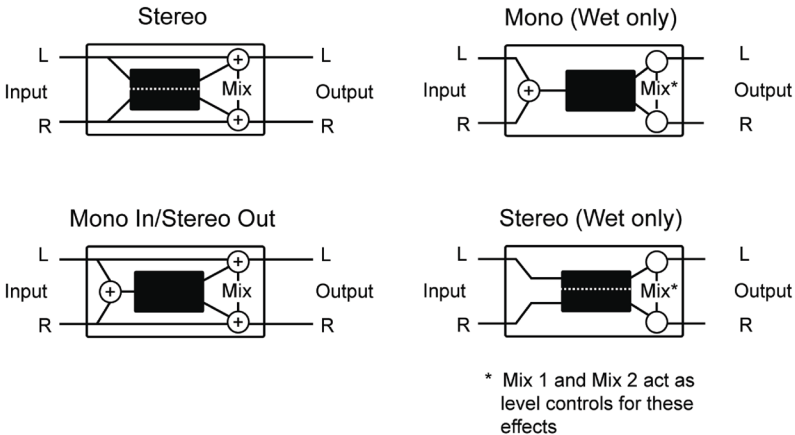 Stereo
L
L
Input
Mix
Output
R
R
Mono (Wet only)
L
L
Input
+
Mix*
Output
R
R
Mono In/Stereo Out
L
L
Input
+
Mix
Output
R
R
Stereo (Wet only)
L
L
Input
Mix*
Output
R
R
* Mix 1 and Mix 2 act as
level controls for these
effects